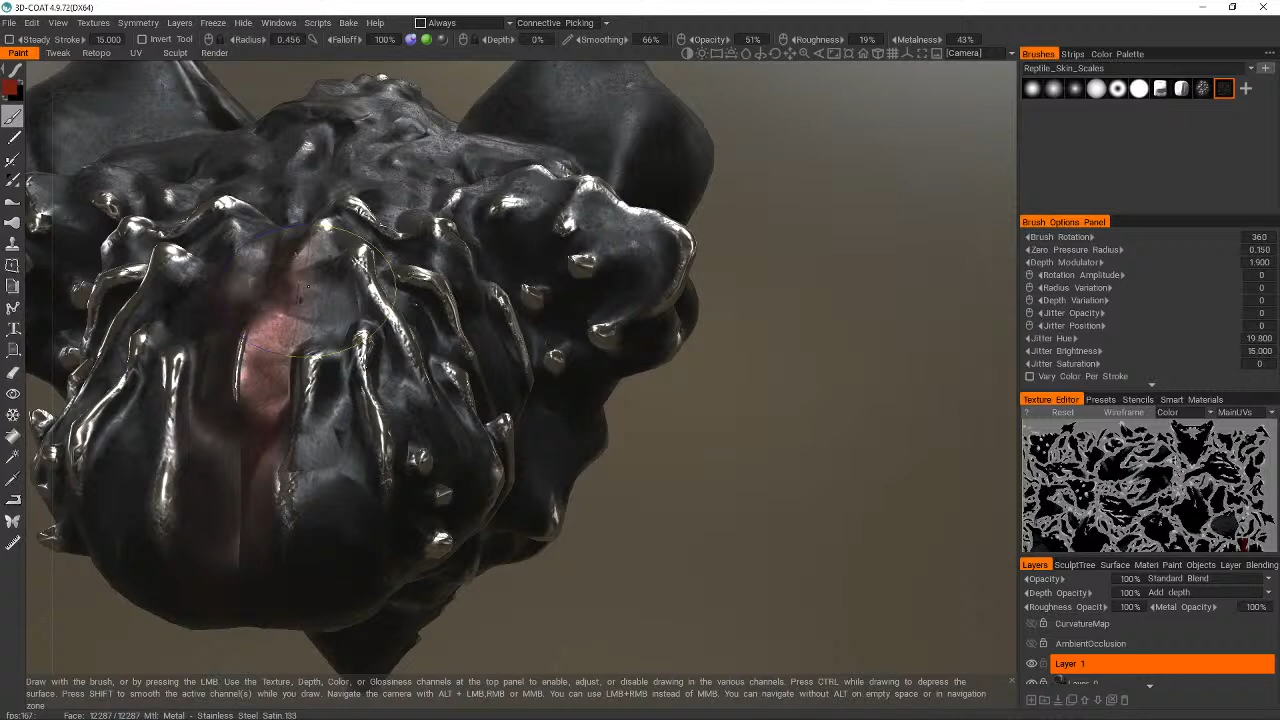 3D-COAT 4.9.72(DX64)
File Edit View Textures Symmetry Layers Freeze Hide Windows Scripts Bake Help Always Connective Picking
Steady Stroke 15.000 Invert Tool Radius 0.456 Falloff 100% Depth 0% Smoothing 66% Opacity 51% Roughness 19% Metalness 43%
Paint Tweak Retopo UV Sculpt Render [Camera]
Brushes Strips Color Palette
Reptile_Skin_Scales
Brush Options Panel
Brush Rotation 360
Zero Pressure Radius 0.150
Depth Modulator 1.900
Rotation Amplitude 0
Radius Variation 0
Depth Variation 0
Jitter Opacity 0
Jitter Position 0
Jitter Hue 19.800
Jitter Brightness 15.000
Jitter Saturation 0
Vary Color Per Stroke
Texture Editor Presets Stencils Smart Materials
? Reset Wireframe Color MainUVs
Layers SculptTree Surface Materi Paint Objects Layer Blending
Opacity 100% Standard Blend
Depth Opacity 100% Add depth
Roughness Opacit 100% Metal Opacity 100%
CurvatureMap
AmbientOcclusion
Layer 1
Draw with the brush, or by pressing the LMB. Use the Texture, Depth, Color, or Glossiness channels at the top panel to enable, adjust, or disable drawing in the various channels. Press CTRL while drawing to depress the
surface. Press SHIFT to smooth the active channel(s) while you draw. Navigate the camera with ALT + LMB,RMB or MMB. You can use LMB+RMB instead of MMB. You can navigate without ALT on empty space or in navigation
zone
fps:167; Face: 12287/12287 Mtl: Metal - Stainless Steel Satin.133